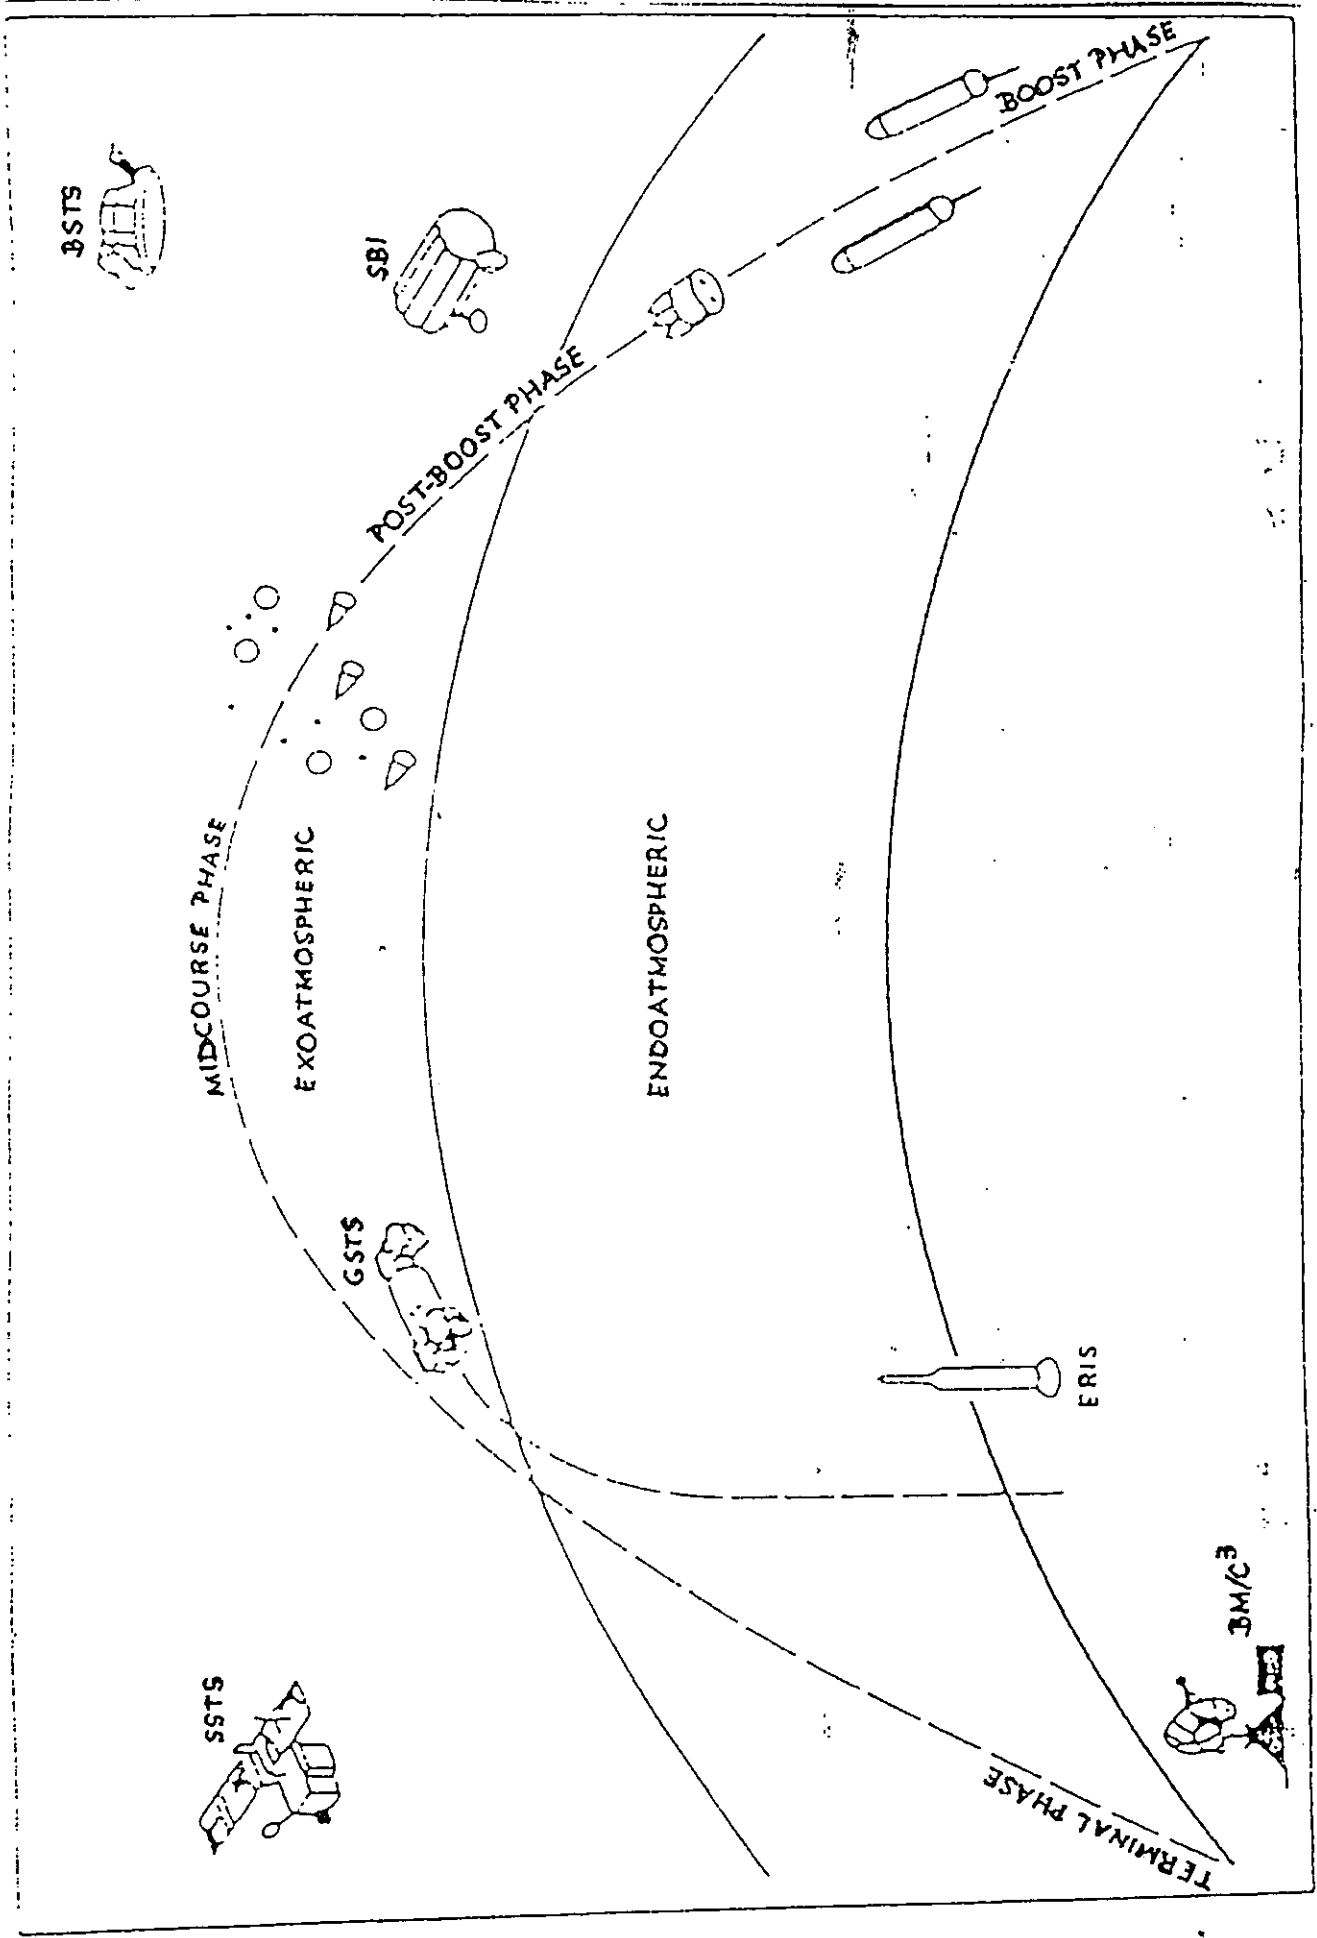 BSTS
SSTS
MIDCOURSE PHASE
EXOATMOSPHERIC
GSTS
SBI
POST-BOOST PHASE
ENDOATMOSPHERIC
TERMINAL PHASE
ERIS
BOOST PHASE
BM/C³